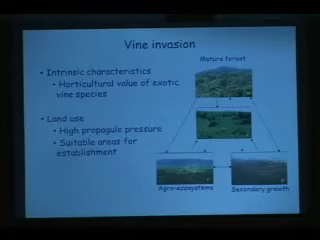 Vine invasion
• Intrinsic characteristics
• Horticultural value of exotic
vine species
• Land use
• High propagule pressure
• Suitable areas for
establishment
Mature forest
Agro-ecosystems
Secondary growth